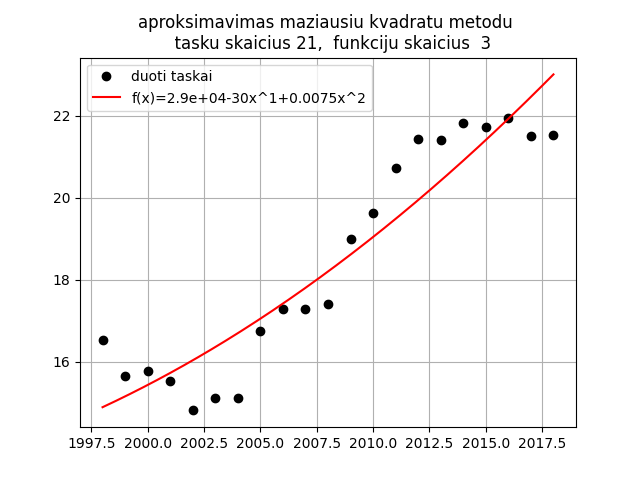 aproksimavimas maziausiu kvadratu metodu
tasku skaicius 21,  funkciju skaicius  3
duoti taskai
f(x)=2.9e+04-30x^1+0.0075x^2
22
20
18
16
1997.5 2000.0 2002.5 2005.0 2007.5 2010.0 2012.5 2015.0 2017.5